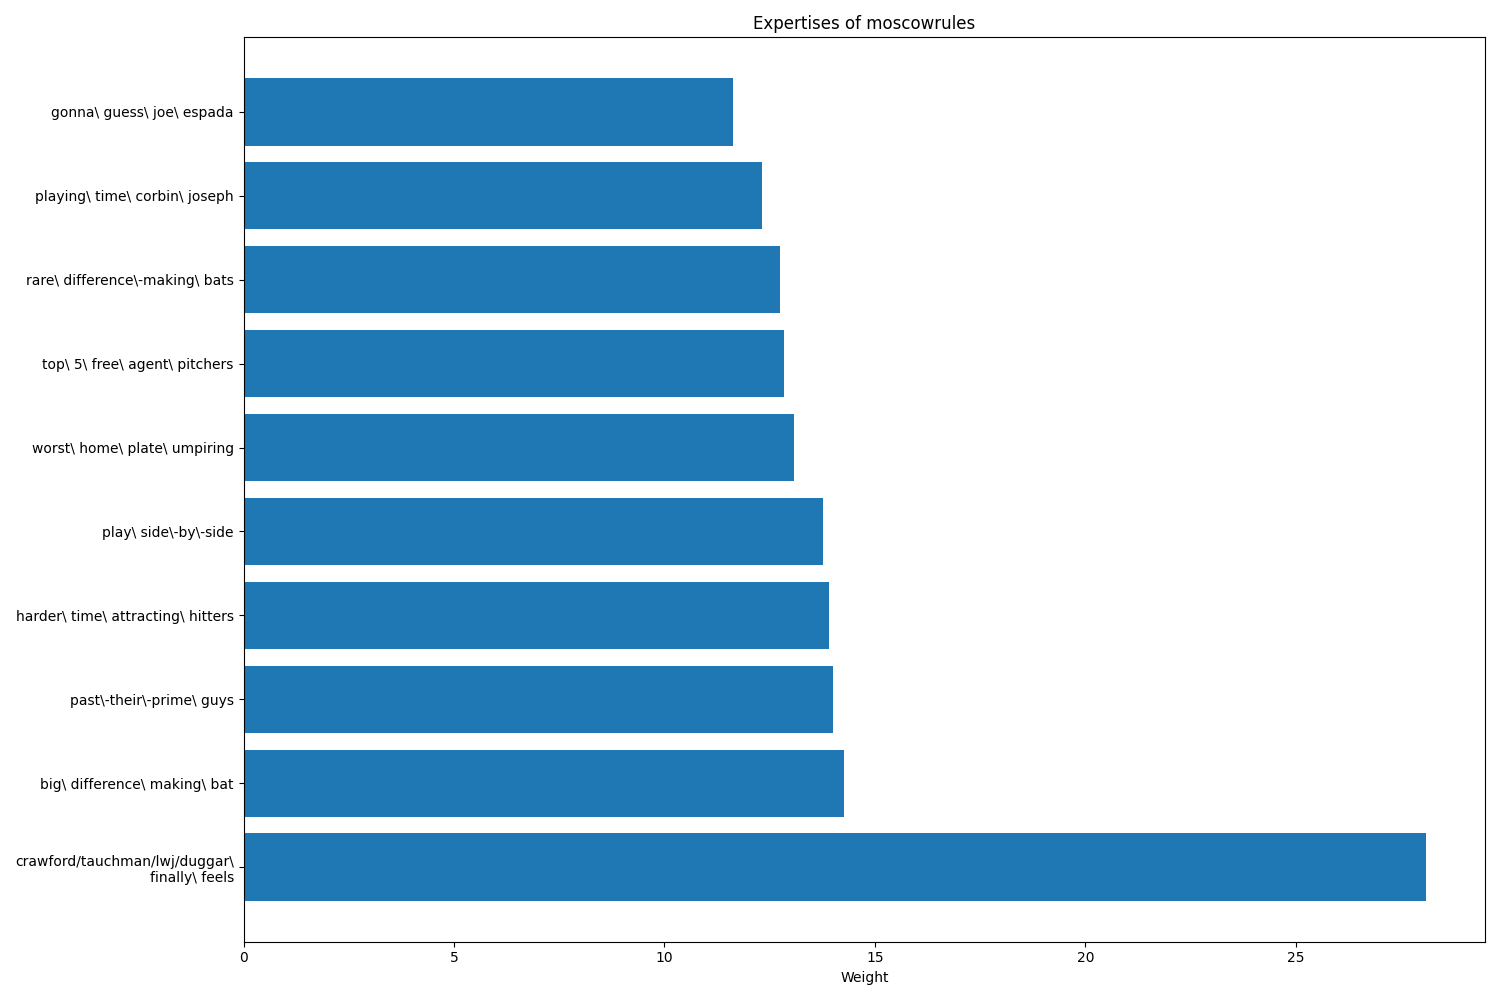 Expertises of moscowrules
gonna\ guess\ joe\ espada
playing\ time\ corbin\ joseph
rare\ difference\-making\ bats
top\ 5\ free\ agent\ pitchers
worst\ home\ plate\ umpiring
play\ side\-by\-side
harder\ time\ attracting\ hitters
past\-their\-prime\ guys
big\ difference\ making\ bat
crawford/tauchman/lwj/duggar\
finally\ feels
0 5 10 15 20 25
Weight